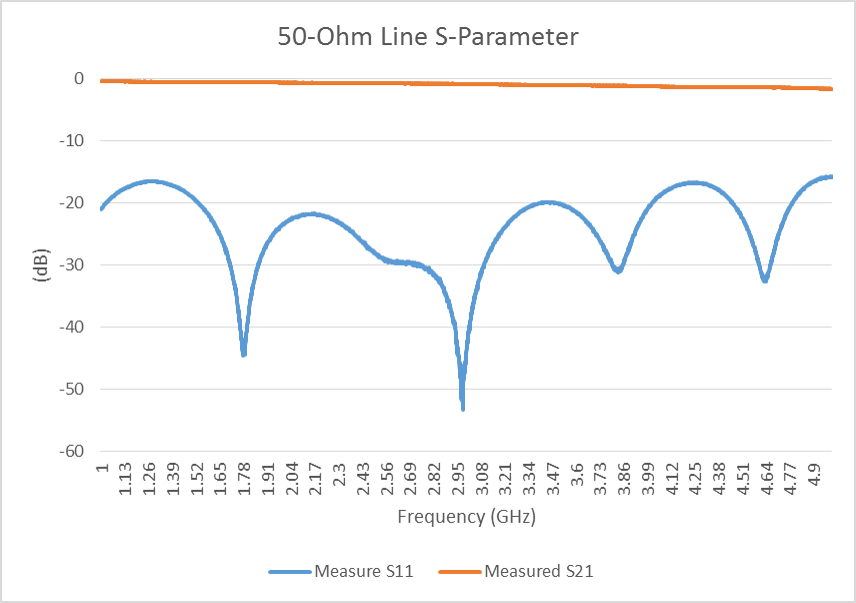 50-Ohm Line S-Parameter
0
-10
-20
-30
-40
-50
-60
(dB)
1 1.13 1.26 1.39 1.52 1.65 1.78 1.91 2.04 2.17 2.3 2.43 2.56 2.69 2.82 2.95 3.08 3.21 3.34 3.47 3.6 3.73 3.86 3.99 4.12 4.25 4.38 4.51 4.64 4.77 4.9
Frequency (GHz)
Measure S11 Measured S21